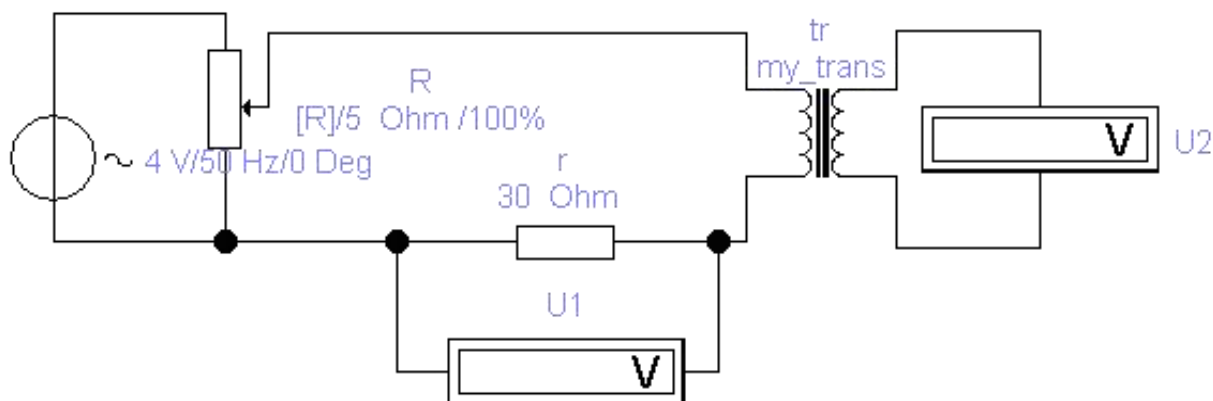 tr
my_trans
R
[R]/5 Ohm /100%
V
U2
~ 4 V/50 Hz/0 Deg
r
30 Ohm
U1
V